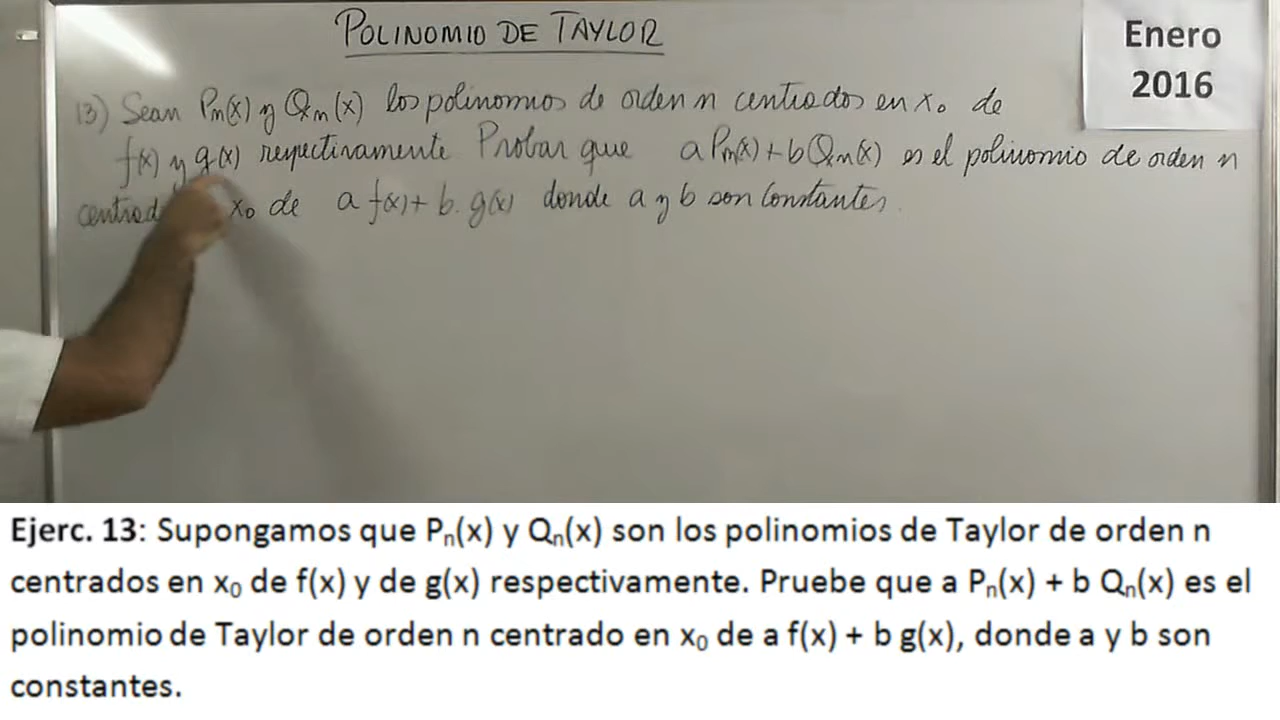 POLINOMIO DE TAYLOR
Enero
2016
13) Sean Pn(x) y Qn(x) los polinomios de orden n centrados en x₀ de
f(x) y g(x) respectivamente Probar que a Pn(x) + b Qn(x) es el polinomio de orden n
centrad x₀ de a f(x) + b. g(x) donde a y b son constantes.
Ejerc. 13: Supongamos que Pₙ(x) y Qₙ(x) son los polinomios de Taylor de orden n
centrados en x₀ de f(x) y de g(x) respectivamente. Pruebe que a Pₙ(x) + b Qₙ(x) es el
polinomio de Taylor de orden n centrado en x₀ de a f(x) + b g(x), donde a y b son
constantes.